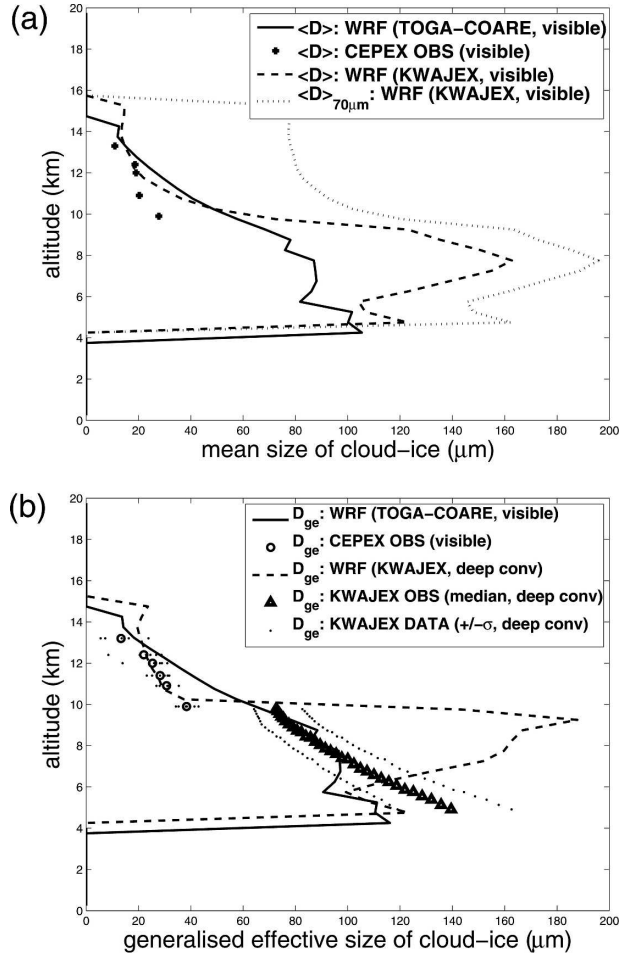 (a)
<D>: WRF (TOGA−COARE, visible)
<D>: CEPEX OBS (visible)
<D>: WRF (KWAJEX, visible)
<D>70μm: WRF (KWAJEX, visible)
20
18
16
14
12
10
8
6
4
2
0
altitude (km)
0 20 40 60 80 100 120 140 160 180 200
mean size of cloud−ice (μm)
(b)
Dge: WRF (TOGA−COARE, visible)
Dge: CEPEX OBS (visible)
Dge: WRF (KWAJEX, deep conv)
Dge: KWAJEX OBS (median, deep conv)
Dge: KWAJEX DATA (+/−σ, deep conv)
20
18
16
14
12
10
8
6
4
2
0
altitude (km)
0 20 40 60 80 100 120 140 160 180 200
generalised effective size of cloud−ice (μm)